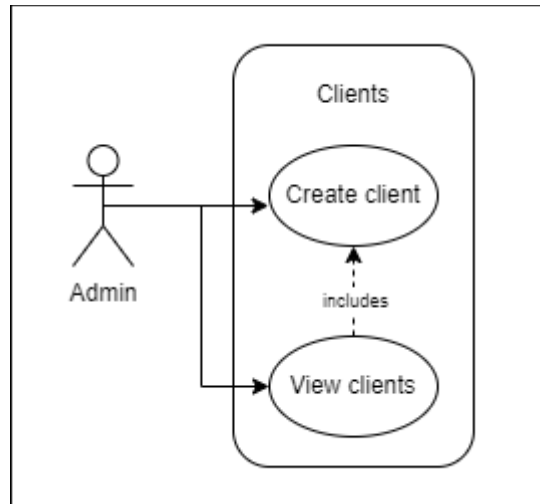 Clients
Create client
Admin
includes
View clients